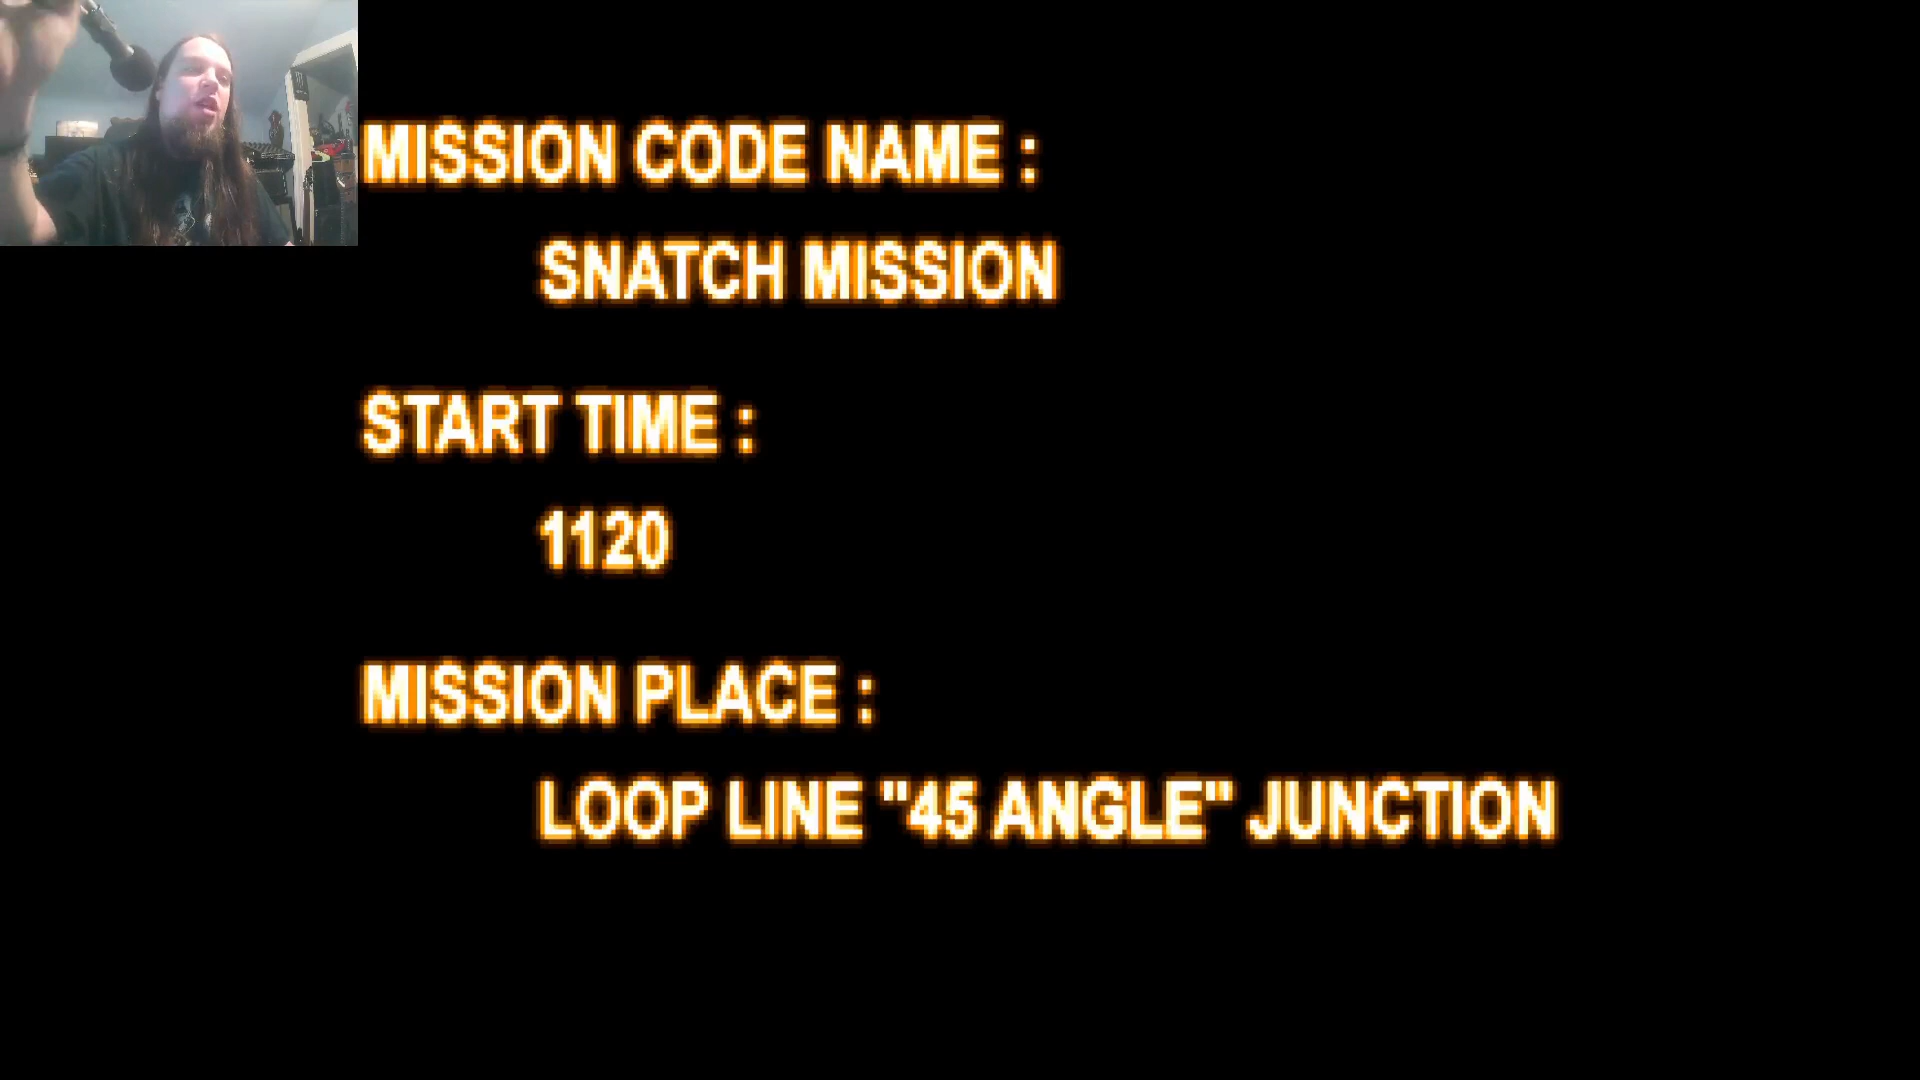 MISSION CODE NAME :
SNATCH MISSION
START TIME :
1120
MISSION PLACE :
LOOP LINE "45 ANGLE" JUNCTION